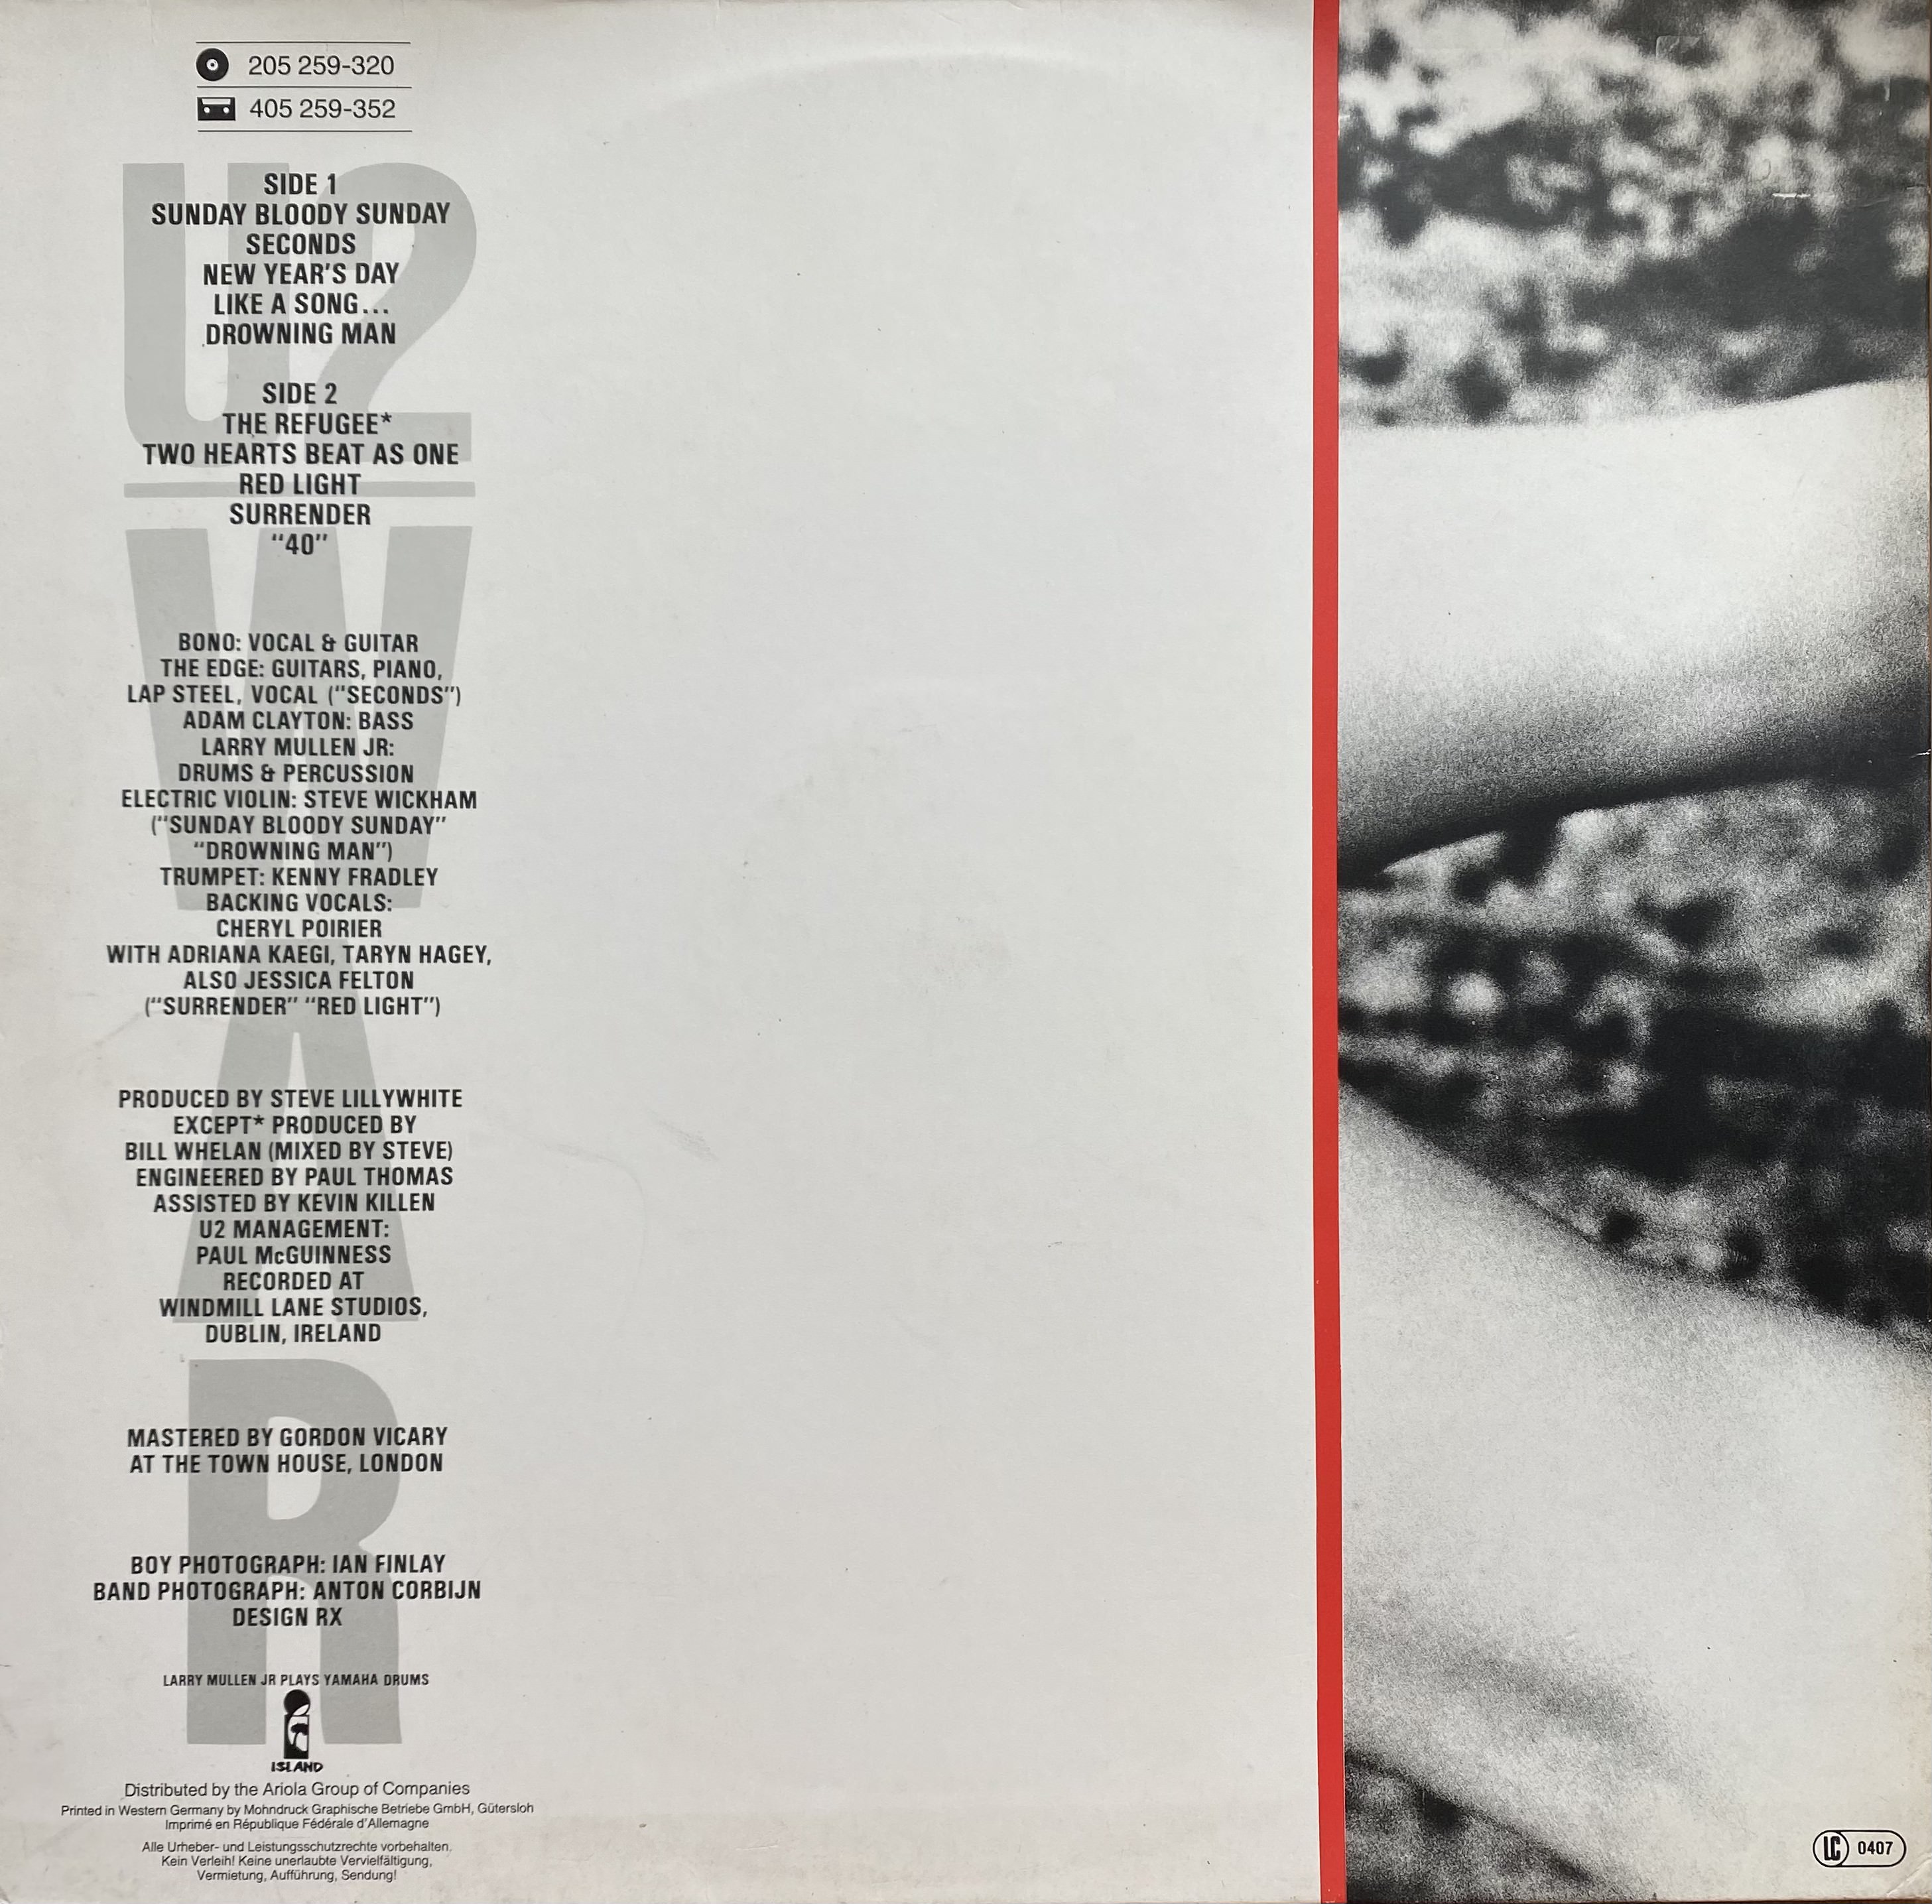 205 259-320
405 259-352
U2
WAR
SIDE 1
SUNDAY BLOODY SUNDAY
SECONDS
NEW YEAR'S DAY
LIKE A SONG...
DROWNING MAN
SIDE 2
THE REFUGEE*
TWO HEARTS BEAT AS ONE
RED LIGHT
SURRENDER
“40”
BONO: VOCAL & GUITAR
THE EDGE: GUITARS, PIANO,
LAP STEEL, VOCAL (“SECONDS”)
ADAM CLAYTON: BASS
LARRY MULLEN JR:
DRUMS & PERCUSSION
ELECTRIC VIOLIN: STEVE WICKHAM
(“SUNDAY BLOODY SUNDAY”
“DROWNING MAN”)
TRUMPET: KENNY FRADLEY
BACKING VOCALS:
CHERYL POIRIER
WITH ADRIANA KAEGI, TARYN HAGEY,
ALSO JESSICA FELTON
(“SURRENDER” “RED LIGHT”)
PRODUCED BY STEVE LILLYWHITE
EXCEPT* PRODUCED BY
BILL WHELAN (MIXED BY STEVE)
ENGINEERED BY PAUL THOMAS
ASSISTED BY KEVIN KILLEN
U2 MANAGEMENT:
PAUL McGUINNESS
RECORDED AT
WINDMILL LANE STUDIOS,
DUBLIN, IRELAND
MASTERED BY GORDON VICARY
AT THE TOWN HOUSE, LONDON
BOY PHOTOGRAPH: IAN FINLAY
BAND PHOTOGRAPH: ANTON CORBIJN
DESIGN RX
LARRY MULLEN JR PLAYS YAMAHA DRUMS
ISLAND
Distributed by the Ariola Group of Companies
Printed in Western Germany by Mohndruck Graphische Betriebe GmbH, Gütersloh
Imprimé en République Fédérale d'Allemagne
Alle Urheber- und Leistungsschutzrechte vorbehalten.
Kein Verleih! Keine unerlaubte Vervielfältigung,
Vermietung, Aufführung, Sendung!
LC 0407